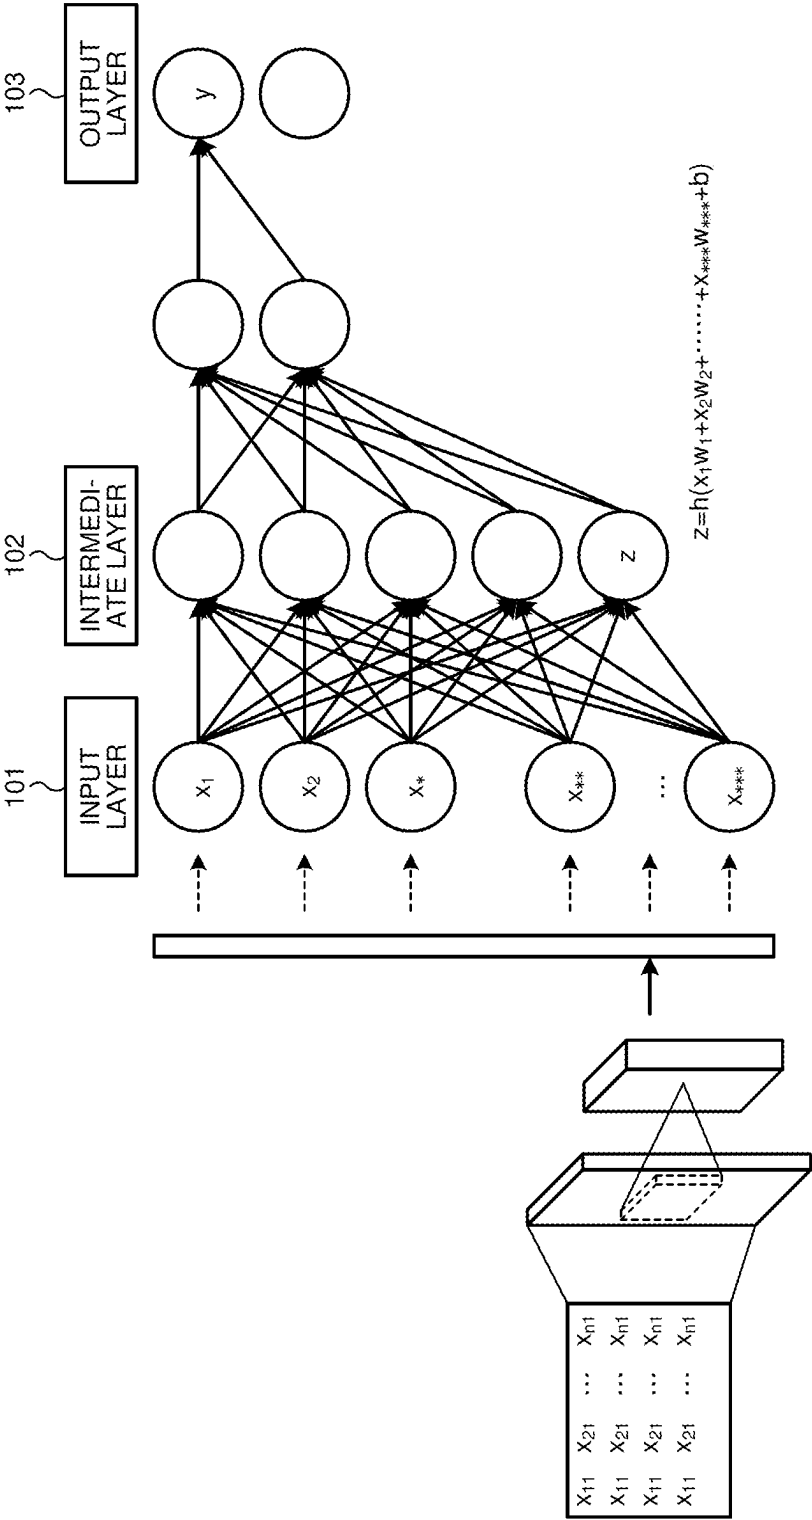 101
102
103
INPUT
LAYER
INTERMEDI-
ATE LAYER
OUTPUT
LAYER
x₁
x₂
x*
x**
...
x***
z
y
z=h(x₁w₁+x₂w₂+······+x***w***+b)
x₁₁ x₂₁ ... xₙ₁
x₁₁ x₂₁ ... xₙ₁
x₁₁ x₂₁ ... xₙ₁
x₁₁ x₂₁ ... xₙ₁